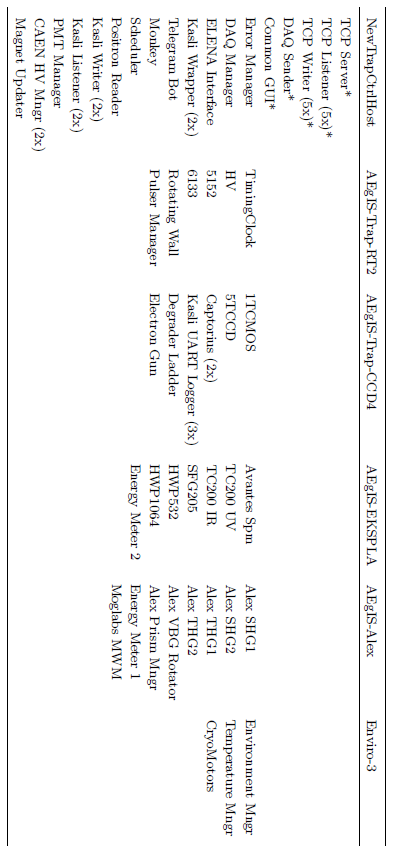 NewTrapCtrlHost AEgIS-Trap-RT2 AEgIS-Trap-CCD4 AEgIS-EKSPLA AEgIS-Alex Enviro-3
TCP Server*
TCP Listener (5x)*
TCP Writer (5x)*
DAQ Sender*
Common GUI*
Error Manager TimingClock 1TCMOS Avantes Spm Alex SHG1 Environment Mngr
DAQ Manager HV 5TCCD TC200 UV Alex SHG2 Temperature Mngr
ELENA Interface 5152 Captorius (2x) TC200 IR Alex THG1 CryoMotors
Kasli Wrapper (2x) 6133 Kasli UART Logger (3x) SFG205 Alex THG2
Telegram Bot Rotating Wall Degrader Ladder HWP532 Alex VBG Rotator
Monkey Pulser Manager Electron Gun HWP1064 Alex Prism Mngr
Scheduler Energy Meter 2 Energy Meter 1
Positron Reader Moglabs MWM
Kasli Writer (2x)
Kasli Listener (2x)
PMT Manager
CAEN HV Mngr (2x)
Magnet Updater